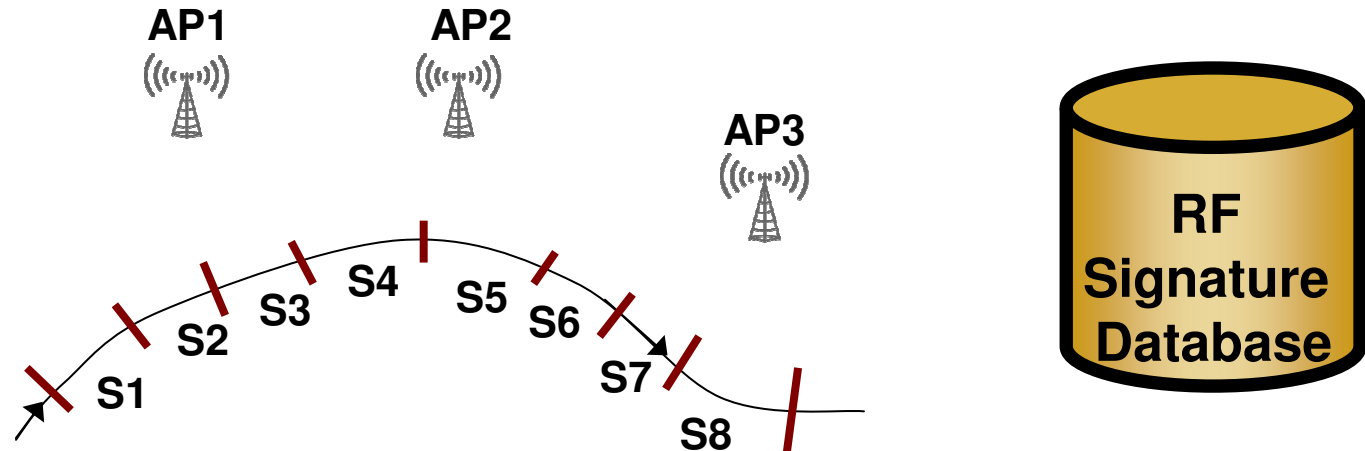 AP1
AP2
AP3
S1
S2
S3
S4
S5
S6
S7
S8
RF
Signature
Database